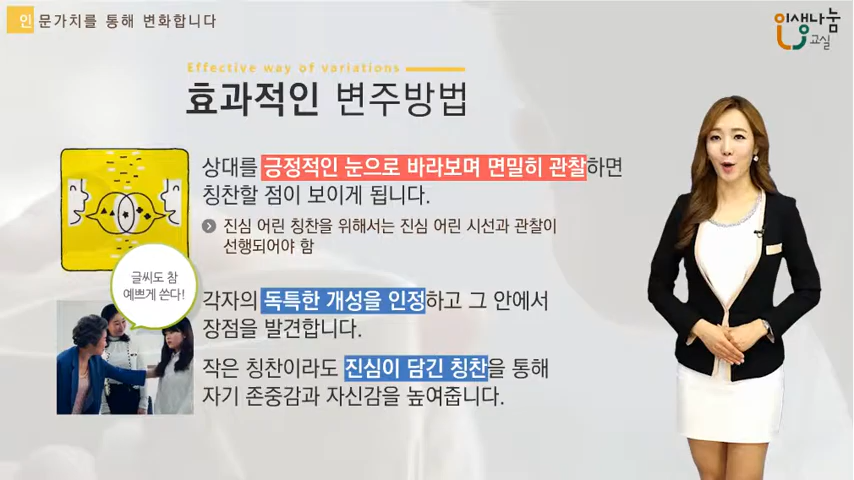 인문가치를 통해 변화합니다
인생나눔
교실
Effective way of variations
효과적인 변주방법
상대를 긍정적인 눈으로 바라보며 면밀히 관찰하면
칭찬할 점이 보이게 됩니다.
진심 어린 칭찬을 위해서는 진심 어린 시선과 관찰이
선행되어야 함
글씨도 참
예쁘게 쓴다!
각자의 독특한 개성을 인정하고 그 안에서
장점을 발견합니다.
작은 칭찬이라도 진심이 담긴 칭찬을 통해
자기 존중감과 자신감을 높여줍니다.